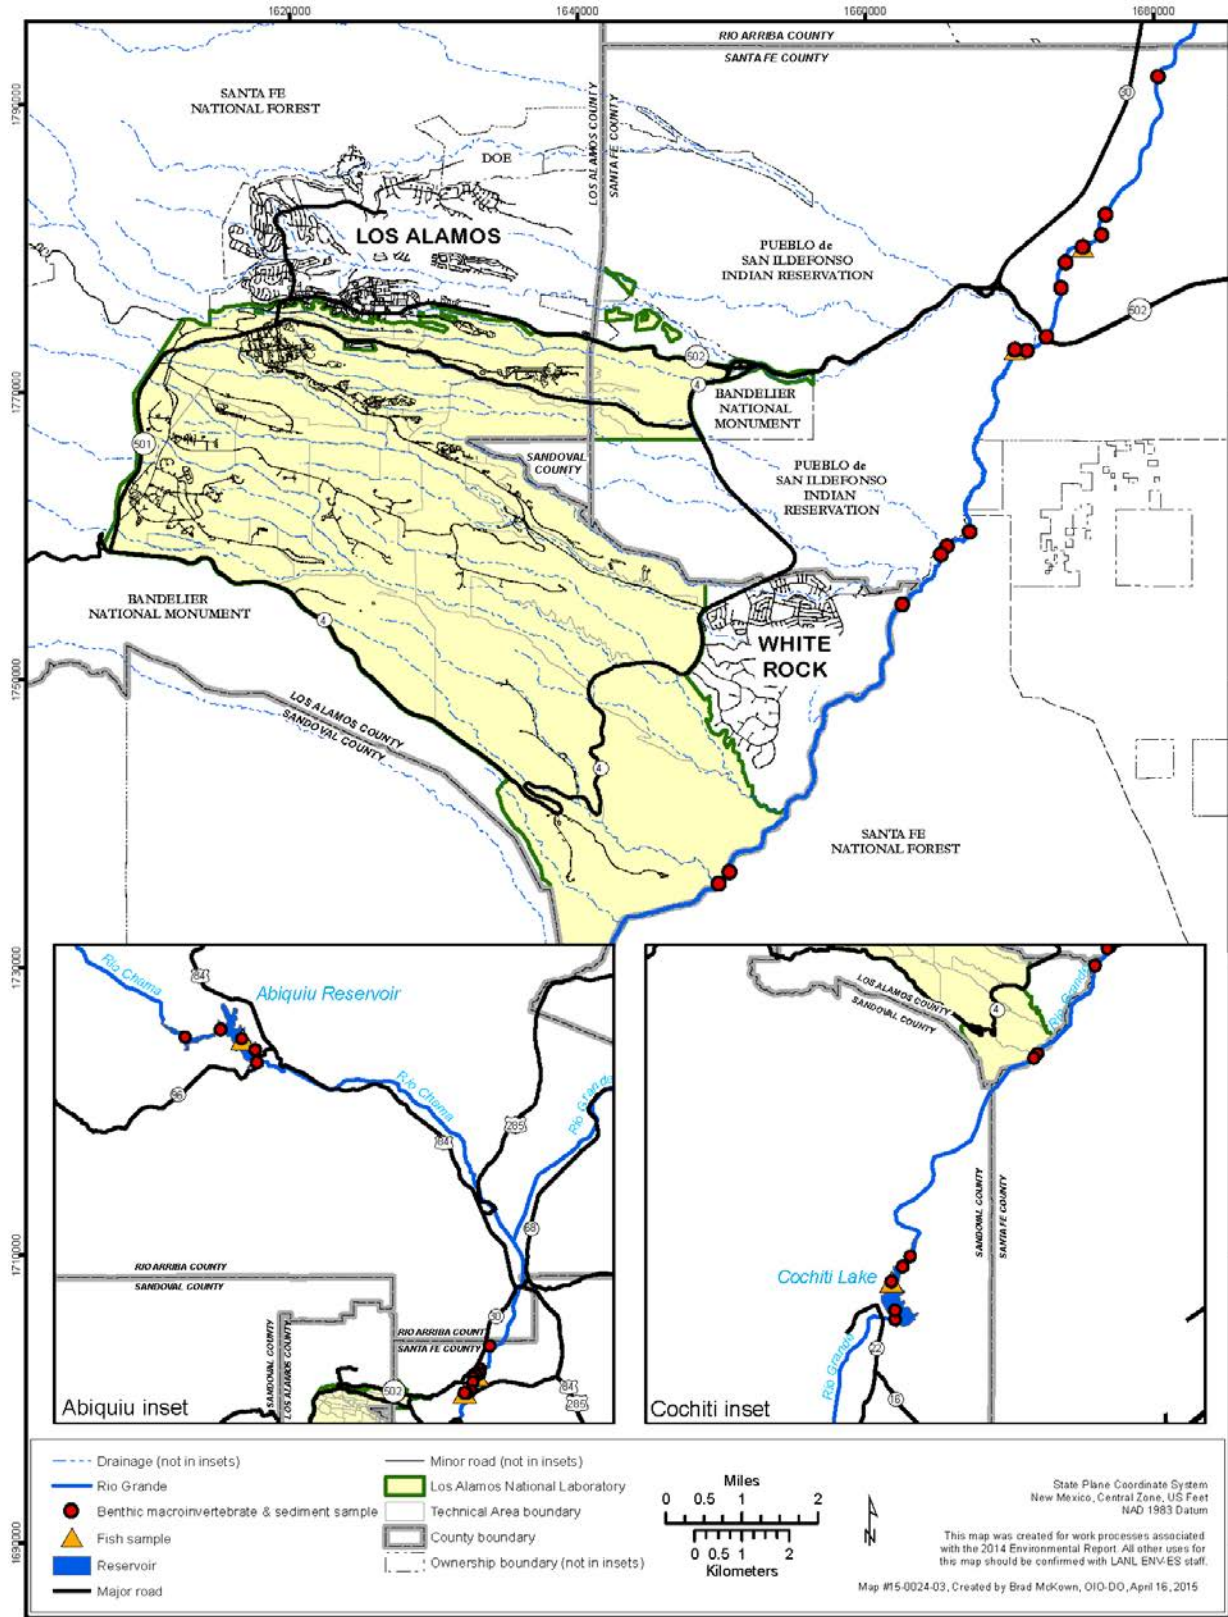 1620000
1640000
1660000
1680000
RIO ARRIBA COUNTY
SANTA FE COUNTY
30
1790000
SANTA FE
NATIONAL FOREST
LOS ALAMOS COUNTY
SANTA FE COUNTY
DOE
LOS ALAMOS
PUEBLO de
SAN ILDEFONSO
INDIAN RESERVATION
502
502
4
1770000
BANDELIER
NATIONAL
MONUMENT
501
SANDOVAL
COUNTY
PUEBLO de
SAN ILDEFONSO
INDIAN
RESERVATION
BANDELIER
NATIONAL MONUMENT
4
WHITE
ROCK
1750000
LOS ALAMOS COUNTY
SANDOVAL COUNTY
4
SANTA FE
NATIONAL FOREST
1730000
84
Rio Chama
Abiquiu Reservoir
96
Rio Chama
84
285
Rio Grande
68
RIO ARRIBA COUNTY
SANDOVAL COUNTY
30
RIO ARRIBA COUNT
SANTA FE COUNTY
SANDOVAL COUNTY
LOS ALAMOS COUNTY
502
84
285
Abiquiu inset
LOS ALAMOS COUNTY
SANDOVAL COUNTY
4
Rio Grande
SANDOVAL COUNTY
SANTA FE COUNTY
Cochiti Lake
Rio Grande
22
16
Cochiti inset
1710000
1690000
Drainage (not in insets)
Rio Grande
Benthic macroinvertebrate & sediment sample
Fish sample
Reservoir
Major road
Minor road (not in insets)
Los Alamos National Laboratory
Technical Area boundary
County boundary
Ownership boundary (not in insets)
Miles
0 0.5 1 2
0 0.5 1 2
Kilometers
N
State Plane Coordinate System
New Mexico, Central Zone, US Feet
NAD 1983 Datum
This map was created for work processes associated
with the 2014 Environmental Report. All other uses for
this map should be confirmed with LANL ENV-ES staff.
Map #15-0024-03, Created by Brad McKown, OIO-DO, April 16, 2015